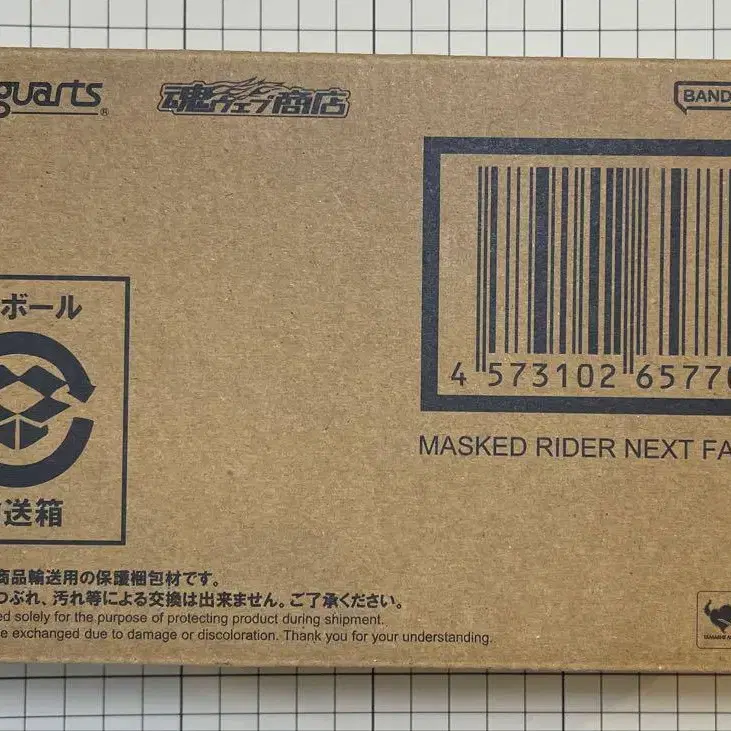 guarts®
魂ウェブ商店
BAND
ボール
4 573102 6577
MASKED RIDER NEXT FA
送箱
商品輸送用の保護梱包材です。
つぶれ、汚れ等による交換は出来ません。ご了承ください。
ed solely for the purpose of protecting product during shipment.
e exchanged due to damage or discoloration. Thank you for your understanding.